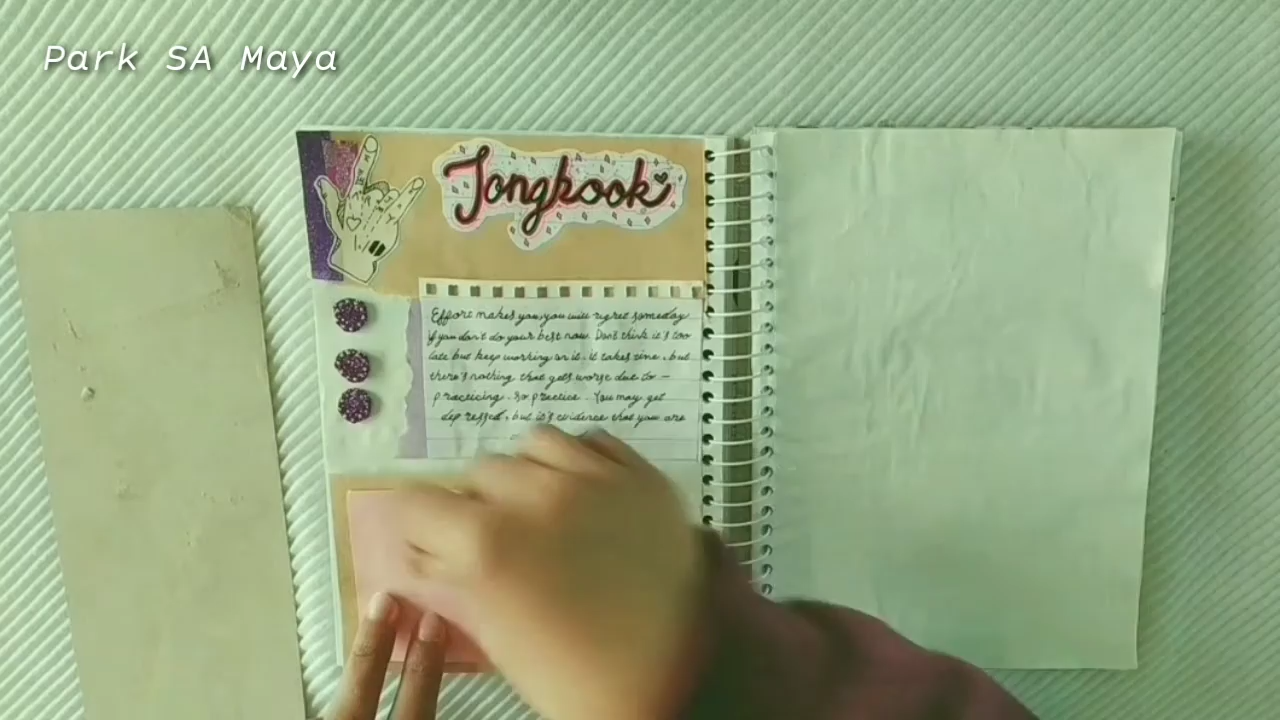 Park SA Maya
Jongkook
Effort makes you, you will regret someday
if you don't do your best now. Don't think it's too
late but keep working on it. it takes time, but
there's nothing that gets worse due to —
practicing. So practice. You may get
depressed, but it's evidence that you are